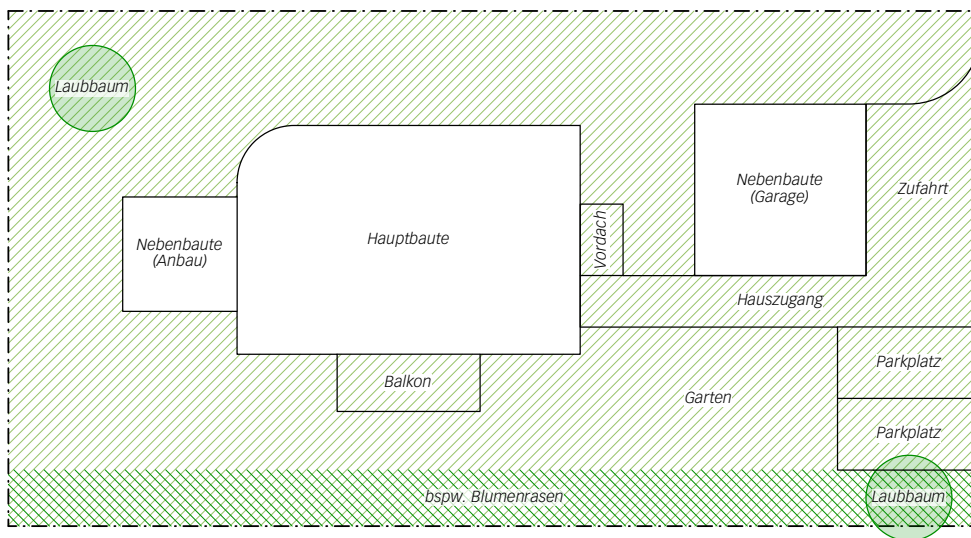 Laubbaum
Nebenbaute
(Garage)
Zufahrt
Hauptbaute
Vordach
Nebenbaute
(Anbau)
Hauszugang
Parkplatz
Balkon
Garten
Parkplatz
bspw. Blumenrasen
Laubbaum